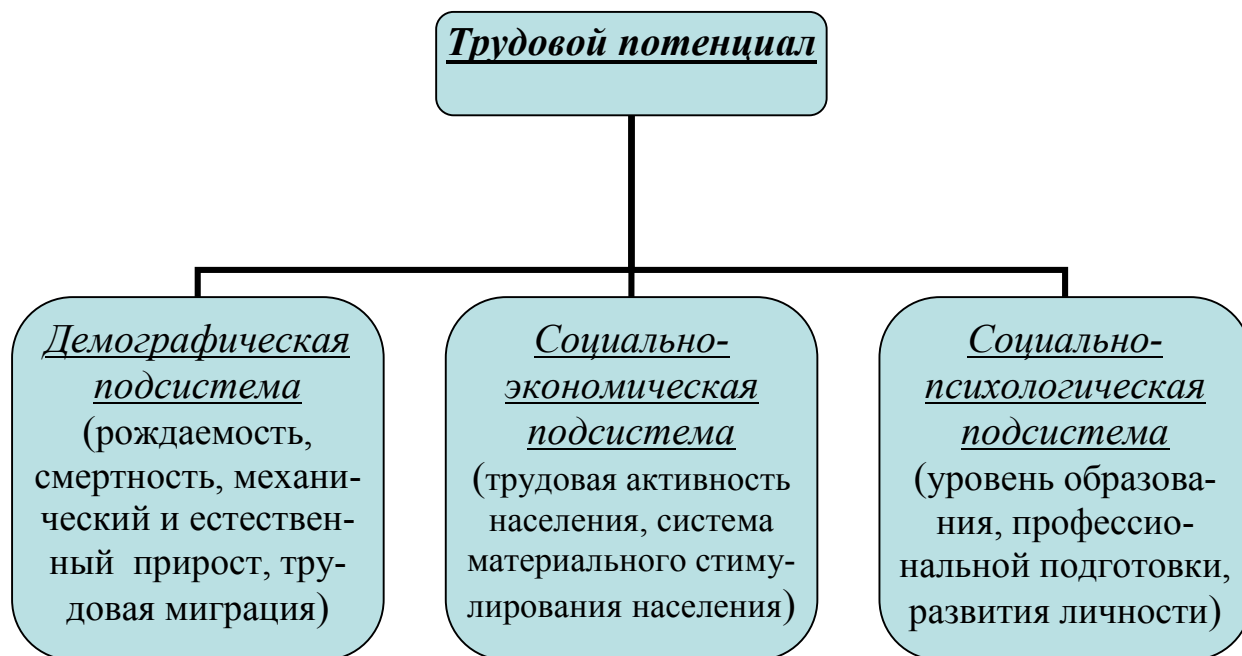 Трудовой потенциал
Демографическая
подсистема
(рождаемость,
смертность, механи-
ческий и естествен-
ный прирост, тру-
довая миграция)
Социально-
экономическая
подсистема
(трудовая активность
населения, система
материального стиму-
лирования населения)
Социально-
психологическая
подсистема
(уровень образова-
ния, профессио-
нальной подготовки,
развития личности)